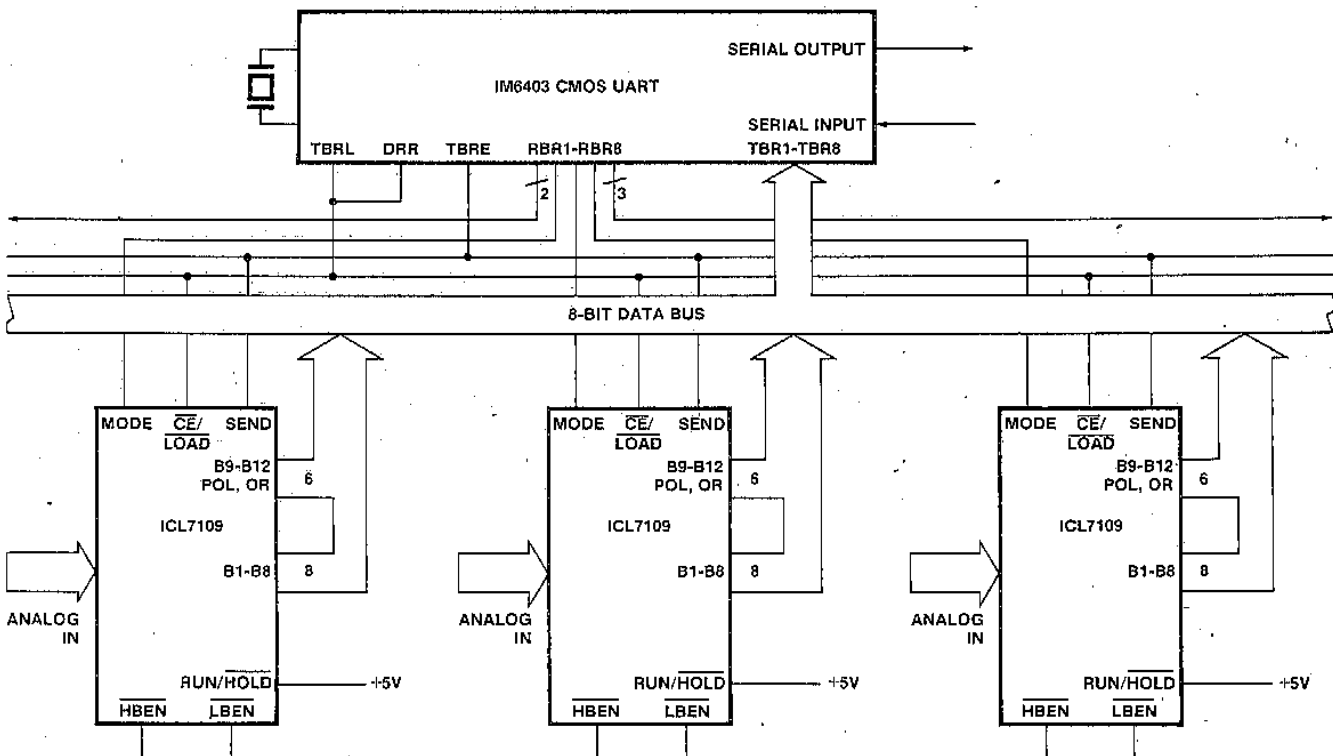 SERIAL OUTPUT
IM6403 CMOS UART
SERIAL INPUT
TBRL DRR TBRE RBR1-RBR8 TBR1-TBR8
2 3
8-BIT DATA BUS
MODE CE/ SEND MODE CE/ SEND MODE CE/ SEND
LOAD LOAD LOAD
B9-B12 B9-B12 B9-B12
POL, OR 6 POL, OR 6 POL, OR 6
ICL7109 ICL7109 ICL7109
B1-B8 8 B1-B8 8 B1-B8 8
ANALOG IN ANALOG IN ANALOG IN
RUN/HOLD +5V RUN/HOLD +5V RUN/HOLD +5V
HBEN LBEN HBEN LBEN HBEN LBEN